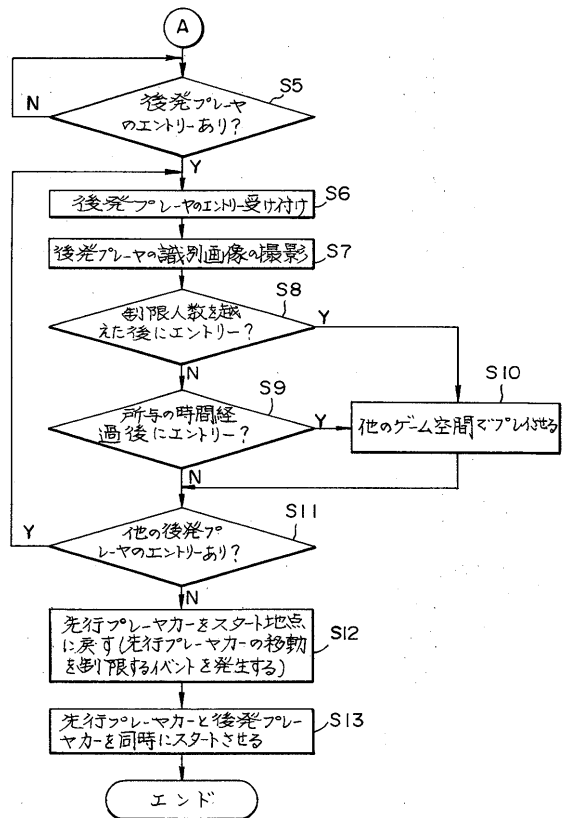 A
S5
後発プレーヤ
のエントリーあり?
N
Y
S6
後発プレーヤのエントリー受け付け
S7
後発プレーヤの識別画像の撮影
S8
制限人数を越
えた後にエントリー?
Y
N
S9
所与の時間経
過後にエントリー?
Y
S10
他のゲーム空間でプレイさせる
N
S11
他の後発プ
レーヤのエントリーあり?
Y
N
S12
先行プレーヤカーをスタート地点
に戻す(先行プレーヤカーの移動
を制限するイベントを発生する)
S13
先行プレーヤカーと後発プレー
ヤカーを同時にスタートさせる
エンド